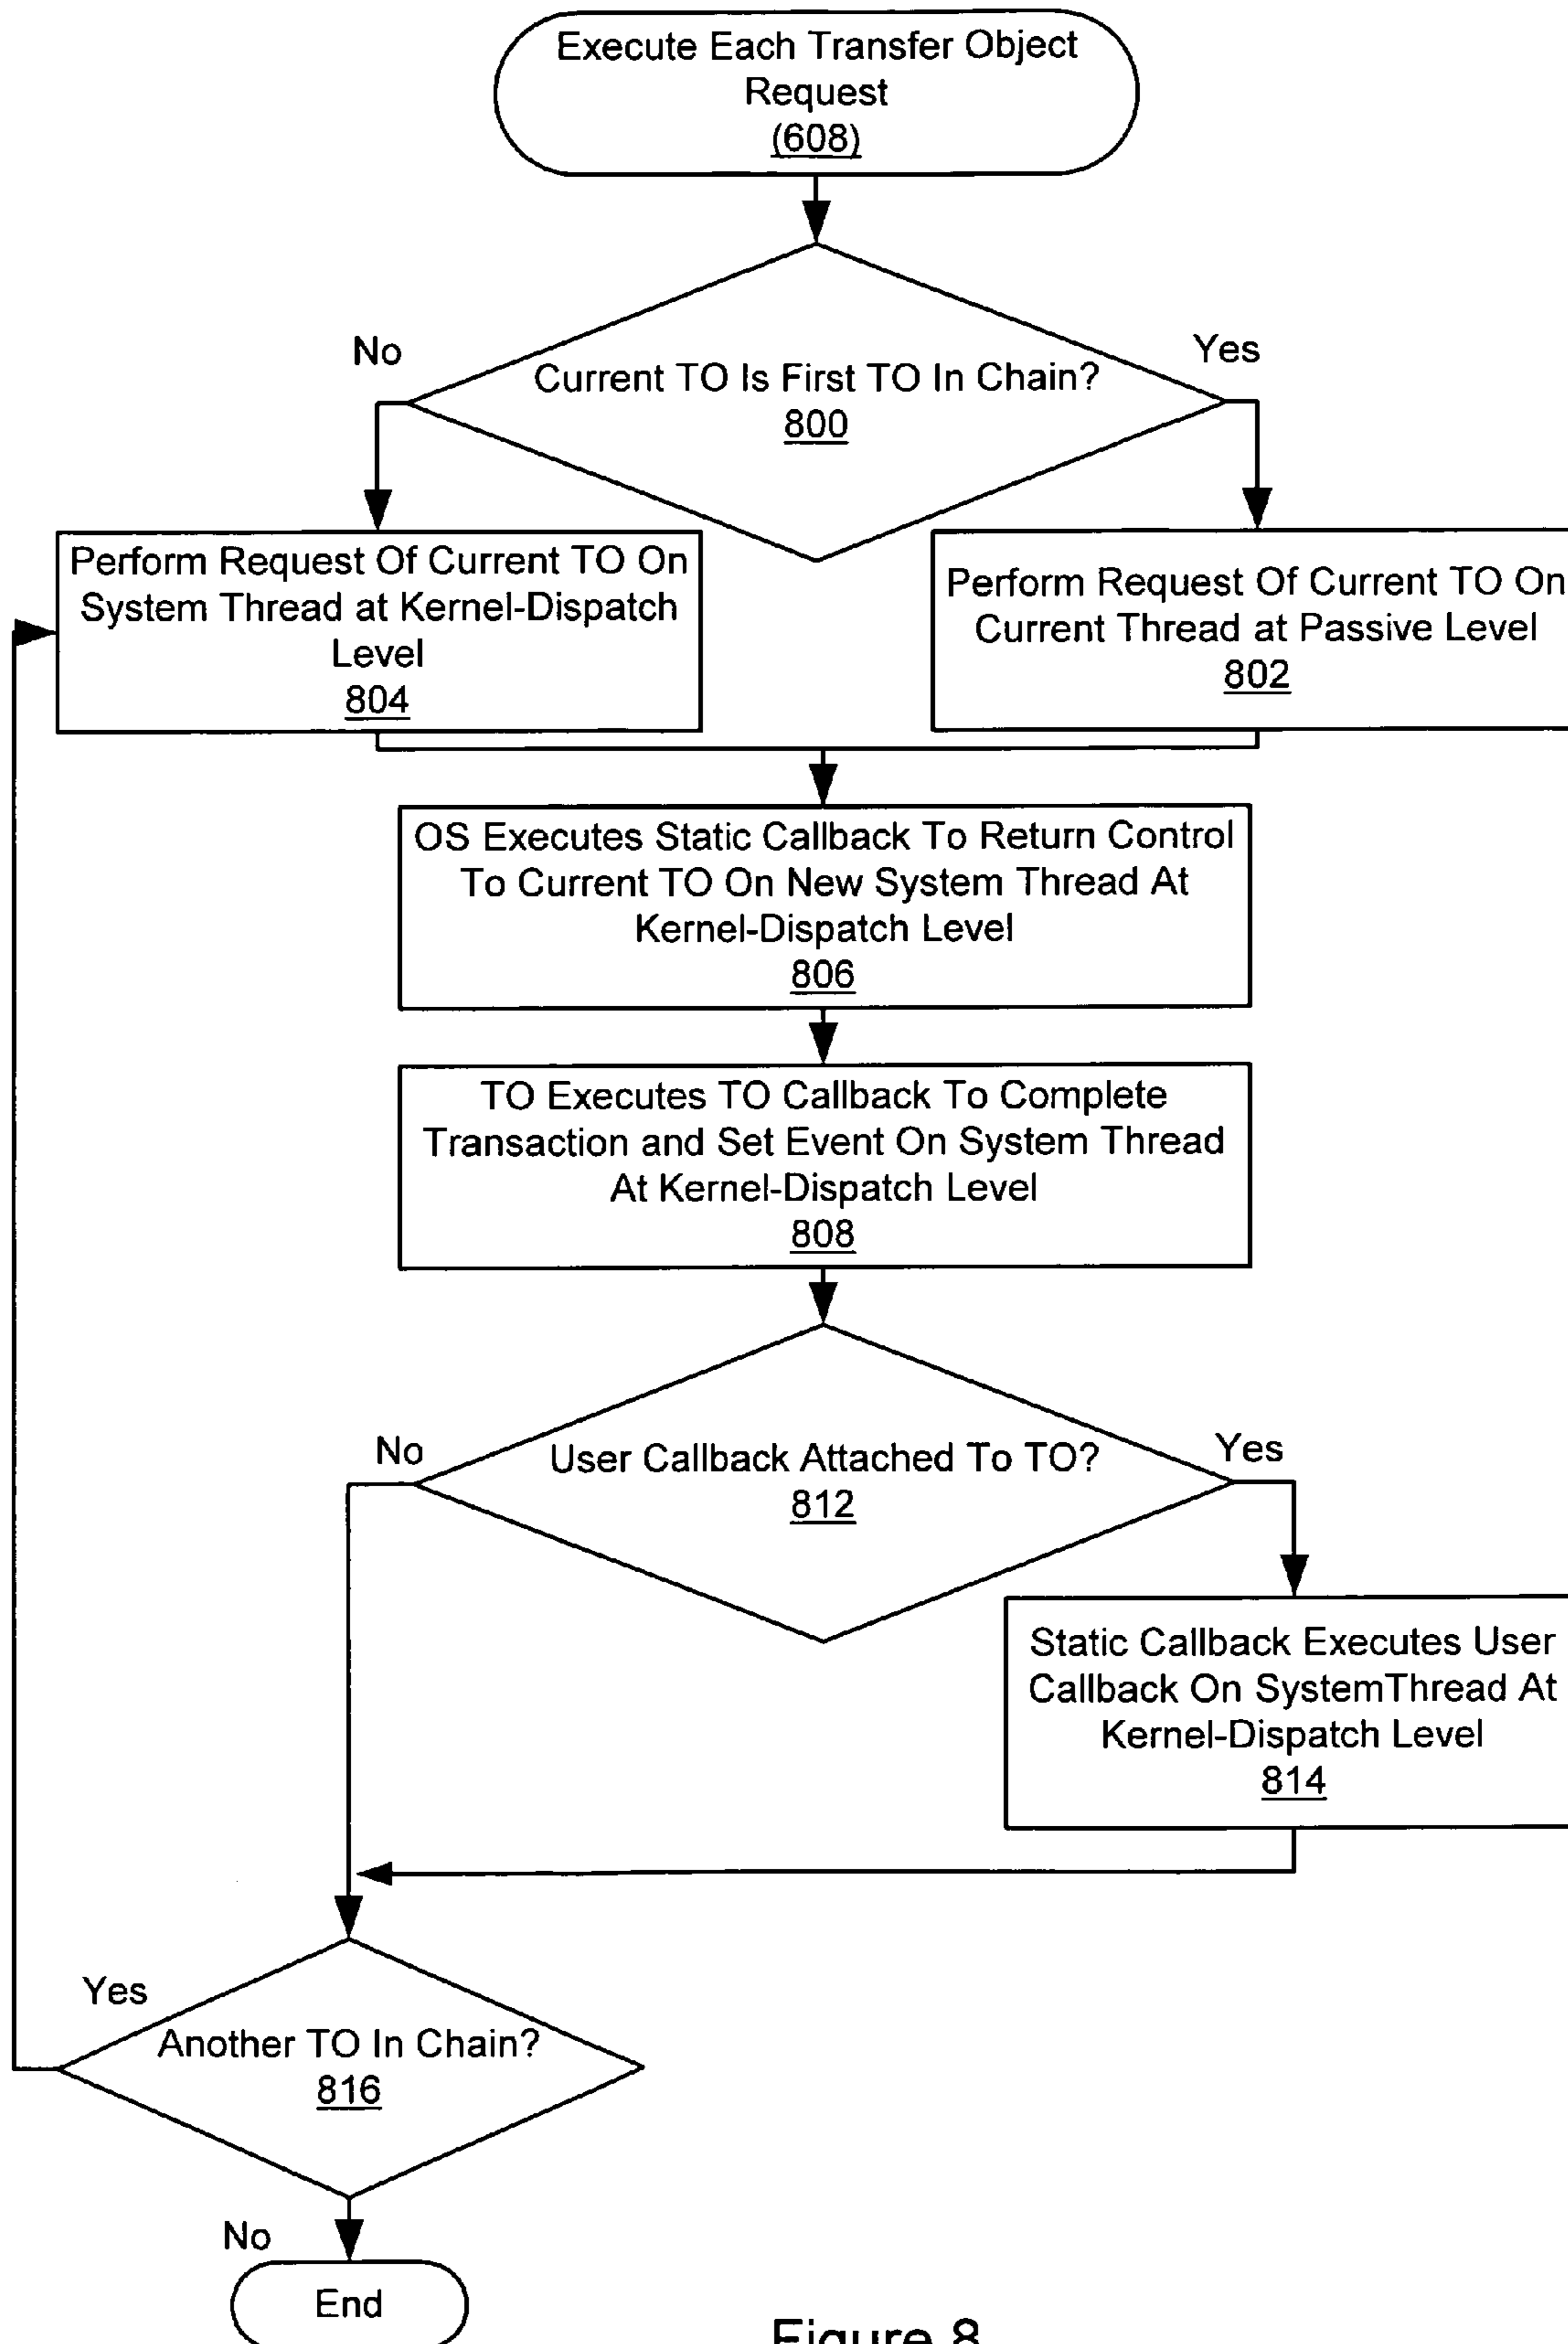 Execute Each Transfer Object
Request
(608)
No
Yes
Current TO Is First TO In Chain?
800
Perform Request Of Current TO On
System Thread at Kernel-Dispatch
Level
804
Perform Request Of Current TO On
Current Thread at Passive Level
802
OS Executes Static Callback To Return Control
To Current TO On New System Thread At
Kernel-Dispatch Level
806
TO Executes TO Callback To Complete
Transaction and Set Event On System Thread
At Kernel-Dispatch Level
808
No
Yes
User Callback Attached To TO?
812
Static Callback Executes User
Callback On SystemThread At
Kernel-Dispatch Level
814
Yes
Another TO In Chain?
816
No
End
Figure 8